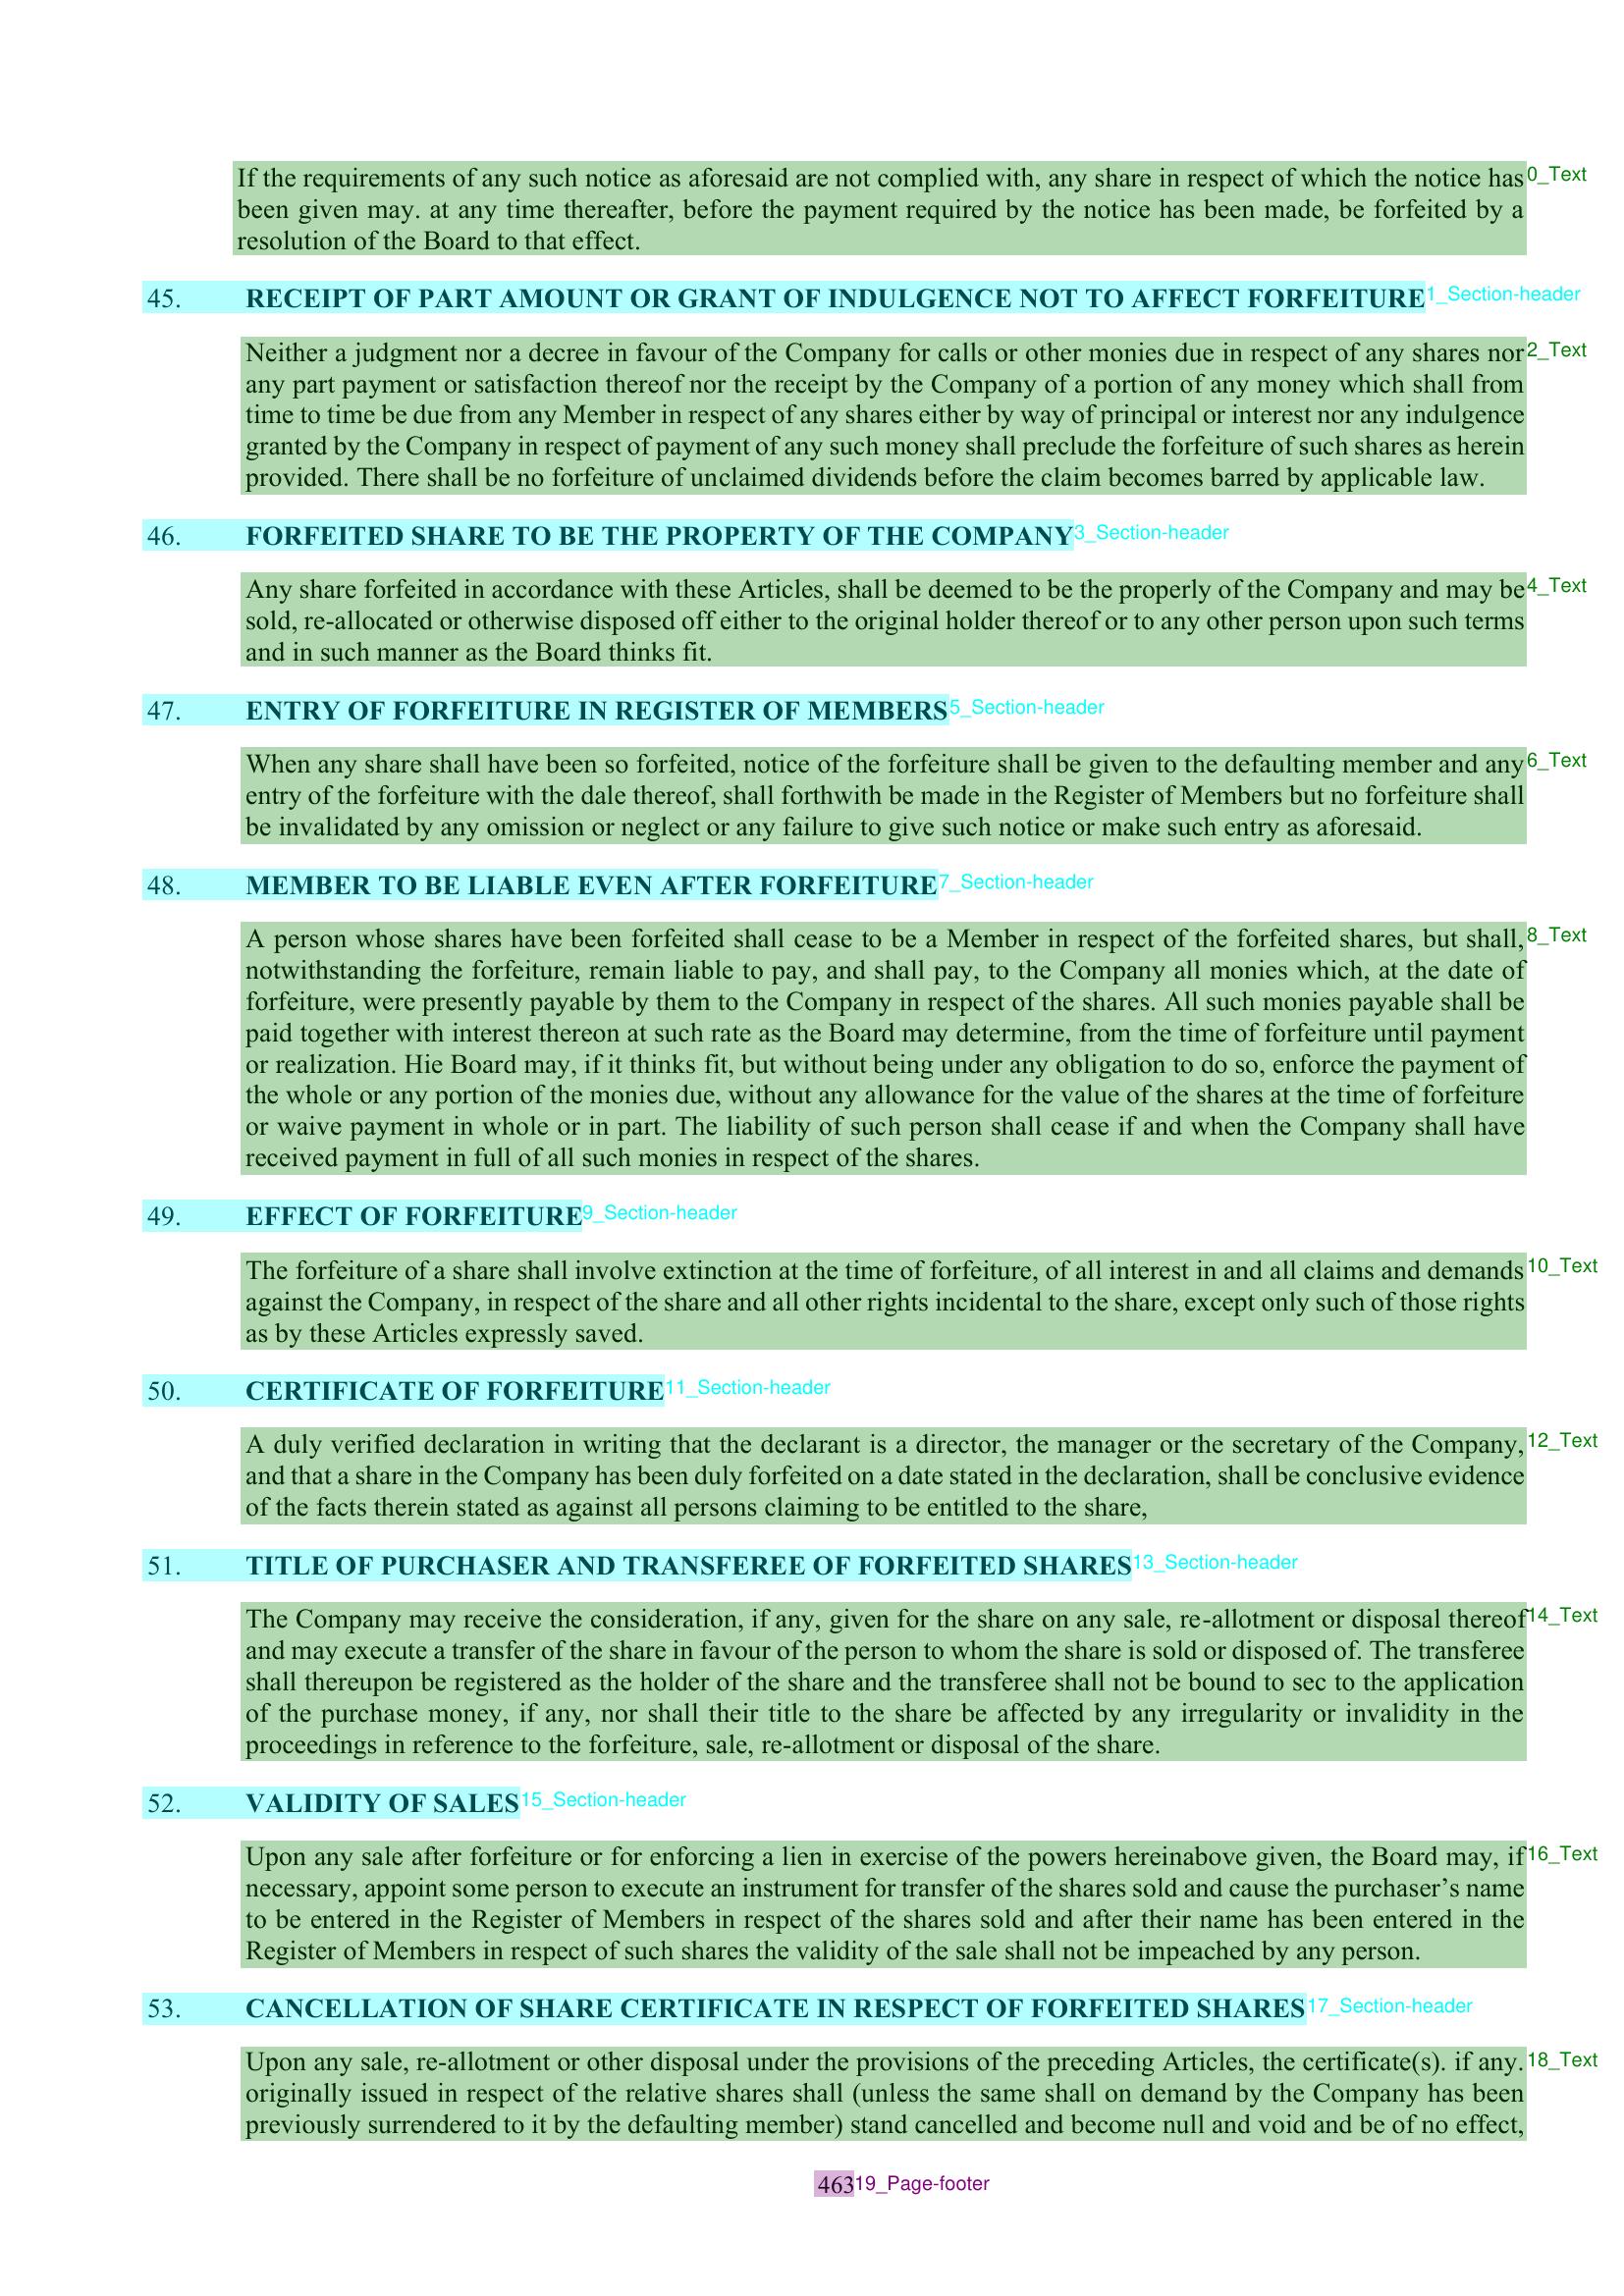 If the requirements of any such notice as aforesaid are not complied with, any share in respect of which the notice has 0_Text
been given may. at any time thereafter, before the payment required by the notice has been made, be forfeited by a
resolution of the Board to that effect.
45. RECEIPT OF PART AMOUNT OR GRANT OF INDULGENCE NOT TO AFFECT FORFEITURE 1_Section-header
Neither a judgment nor a decree in favour of the Company for calls or other monies due in respect of any shares nor 2_Text
any part payment or satisfaction thereof nor the receipt by the Company of a portion of any money which shall from
time to time be due from any Member in respect of any shares either by way of principal or interest nor any indulgence
granted by the Company in respect of payment of any such money shall preclude the forfeiture of such shares as herein
provided. There shall be no forfeiture of unclaimed dividends before the claim becomes barred by applicable law.
46. FORFEITED SHARE TO BE THE PROPERTY OF THE COMPANY 3_Section-header
Any share forfeited in accordance with these Articles, shall be deemed to be the properly of the Company and may be 4_Text
sold, re-allocated or otherwise disposed off either to the original holder thereof or to any other person upon such terms
and in such manner as the Board thinks fit.
47. ENTRY OF FORFEITURE IN REGISTER OF MEMBERS 5_Section-header
When any share shall have been so forfeited, notice of the forfeiture shall be given to the defaulting member and any 6_Text
entry of the forfeiture with the dale thereof, shall forthwith be made in the Register of Members but no forfeiture shall
be invalidated by any omission or neglect or any failure to give such notice or make such entry as aforesaid.
48. MEMBER TO BE LIABLE EVEN AFTER FORFEITURE 7_Section-header
A person whose shares have been forfeited shall cease to be a Member in respect of the forfeited shares, but shall, 8_Text
notwithstanding the forfeiture, remain liable to pay, and shall pay, to the Company all monies which, at the date of
forfeiture, were presently payable by them to the Company in respect of the shares. All such monies payable shall be
paid together with interest thereon at such rate as the Board may determine, from the time of forfeiture until payment
or realization. Hie Board may, if it thinks fit, but without being under any obligation to do so, enforce the payment of
the whole or any portion of the monies due, without any allowance for the value of the shares at the time of forfeiture
or waive payment in whole or in part. The liability of such person shall cease if and when the Company shall have
received payment in full of all such monies in respect of the shares.
49. EFFECT OF FORFEITURE 9_Section-header
The forfeiture of a share shall involve extinction at the time of forfeiture, of all interest in and all claims and demands 10_Text
against the Company, in respect of the share and all other rights incidental to the share, except only such of those rights
as by these Articles expressly saved.
50. CERTIFICATE OF FORFEITURE 11_Section-header
A duly verified declaration in writing that the declarant is a director, the manager or the secretary of the Company, 12_Text
and that a share in the Company has been duly forfeited on a date stated in the declaration, shall be conclusive evidence
of the facts therein stated as against all persons claiming to be entitled to the share,
51. TITLE OF PURCHASER AND TRANSFEREE OF FORFEITED SHARES 13_Section-header
The Company may receive the consideration, if any, given for the share on any sale, re-allotment or disposal thereof 14_Text
and may execute a transfer of the share in favour of the person to whom the share is sold or disposed of. The transferee
shall thereupon be registered as the holder of the share and the transferee shall not be bound to sec to the application
of the purchase money, if any, nor shall their title to the share be affected by any irregularity or invalidity in the
proceedings in reference to the forfeiture, sale, re-allotment or disposal of the share.
52. VALIDITY OF SALES 15_Section-header
Upon any sale after forfeiture or for enforcing a lien in exercise of the powers hereinabove given, the Board may, if 16_Text
necessary, appoint some person to execute an instrument for transfer of the shares sold and cause the purchaser’s name
to be entered in the Register of Members in respect of the shares sold and after their name has been entered in the
Register of Members in respect of such shares the validity of the sale shall not be impeached by any person.
53. CANCELLATION OF SHARE CERTIFICATE IN RESPECT OF FORFEITED SHARES 17_Section-header
Upon any sale, re-allotment or other disposal under the provisions of the preceding Articles, the certificate(s). if any. 18_Text
originally issued in respect of the relative shares shall (unless the same shall on demand by the Company has been
previously surrendered to it by the defaulting member) stand cancelled and become null and void and be of no effect,
463 19_Page-footer